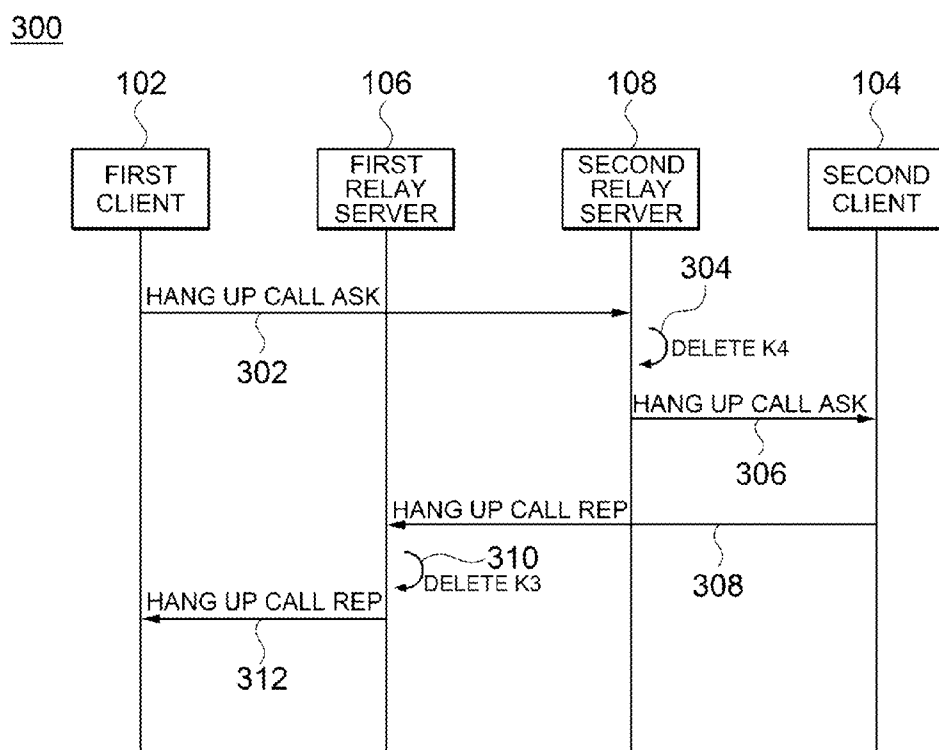 300
102
106
108
104
FIRST
CLIENT
FIRST
RELAY
SERVER
SECOND
RELAY
SERVER
SECOND
CLIENT
304
HANG UP CALL ASK
302
DELETE K4
HANG UP CALL ASK
306
HANG UP CALL REP
310
308
DELETE K3
HANG UP CALL REP
312